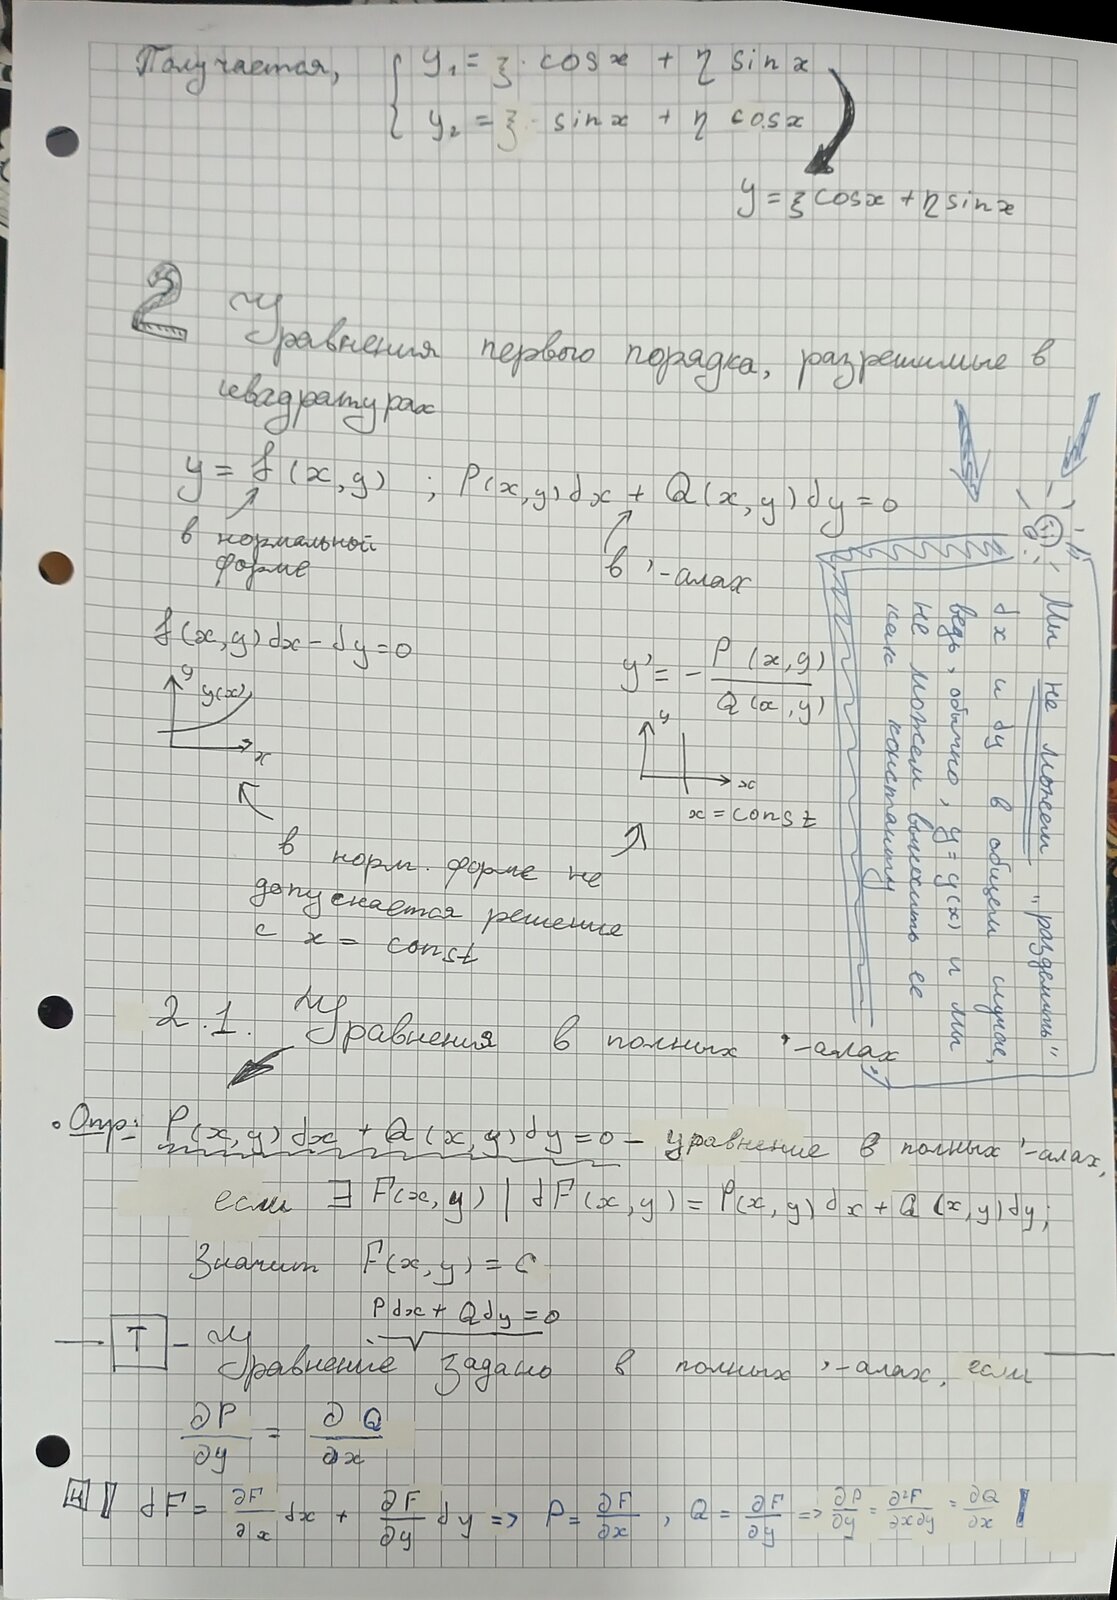 Получается, { y₁ = ξ · cos x + η sin x
y₂ = ξ · sin x + η cos x
y = ξ cos x + η sin x
2 Уравнения первого порядка, разрешимые в
квадратурах
y = f (x, y) ; P(x, y) dx + Q (x, y) dy = 0
в нормальной
форме
в '-алах
f(x, y) dx - dy = 0
y' = - P (x, y) / Q (x, y)
y
y(x)
x
y
x
x = const
в норм. форме не
допускается решение
с x = const
Мы не можем "разделить"
dx и dy в общем случае,
ведь, обычно, y = y(x) и мы
не можем выносить ее
как константу
2.1. Уравнения в полных '-алах
Опр: P(x, y) dx + Q (x, y) dy = 0 – уравнение в полных '-алах,
если ∃ F(x, y) | dF(x, y) = P(x, y) dx + Q (x, y) dy;
Значит F(x, y) = C
P dx + Q dy = 0
T - Уравнение задано в полных '-алах, если
∂P/∂y = ∂Q/∂x
H dF = ∂F/∂x dx + ∂F/∂y dy => P = ∂F/∂x , Q = ∂F/∂y => ∂P/∂y = ∂²F/∂x∂y = ∂Q/∂x